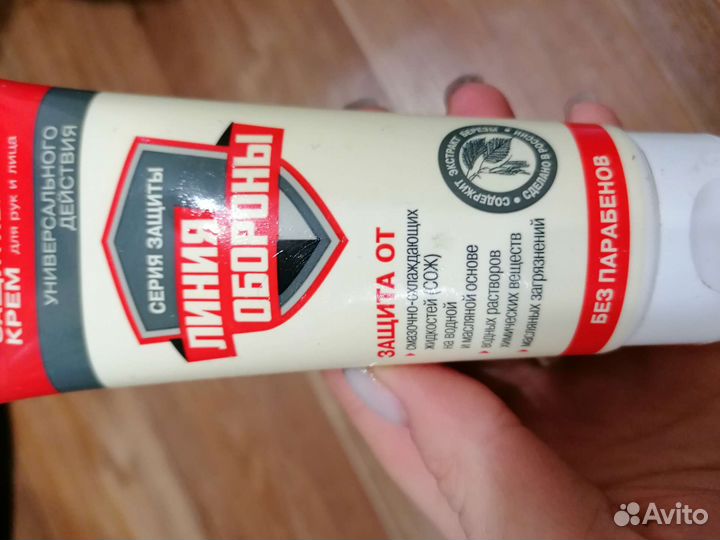 КРЕМ для рук и лица
УНИВЕРСАЛЬНОГО
ДЕЙСТВИЯ
СЕРИЯ ЗАЩИТЫ
ЛИНИЯ
ОБОРОНЫ
ЗАЩИТА ОТ
смазочно-охлаждающих
жидкостей (СОЖ)
на водной
и масляной основе
водных растворов
химических веществ
масляных загрязнений
СОДЕРЖИТ ЭКСТРАКТ БЕРЕЗЫ • СДЕЛАНО В РОССИИ •
БЕЗ ПАРАБЕНОВ
Avito